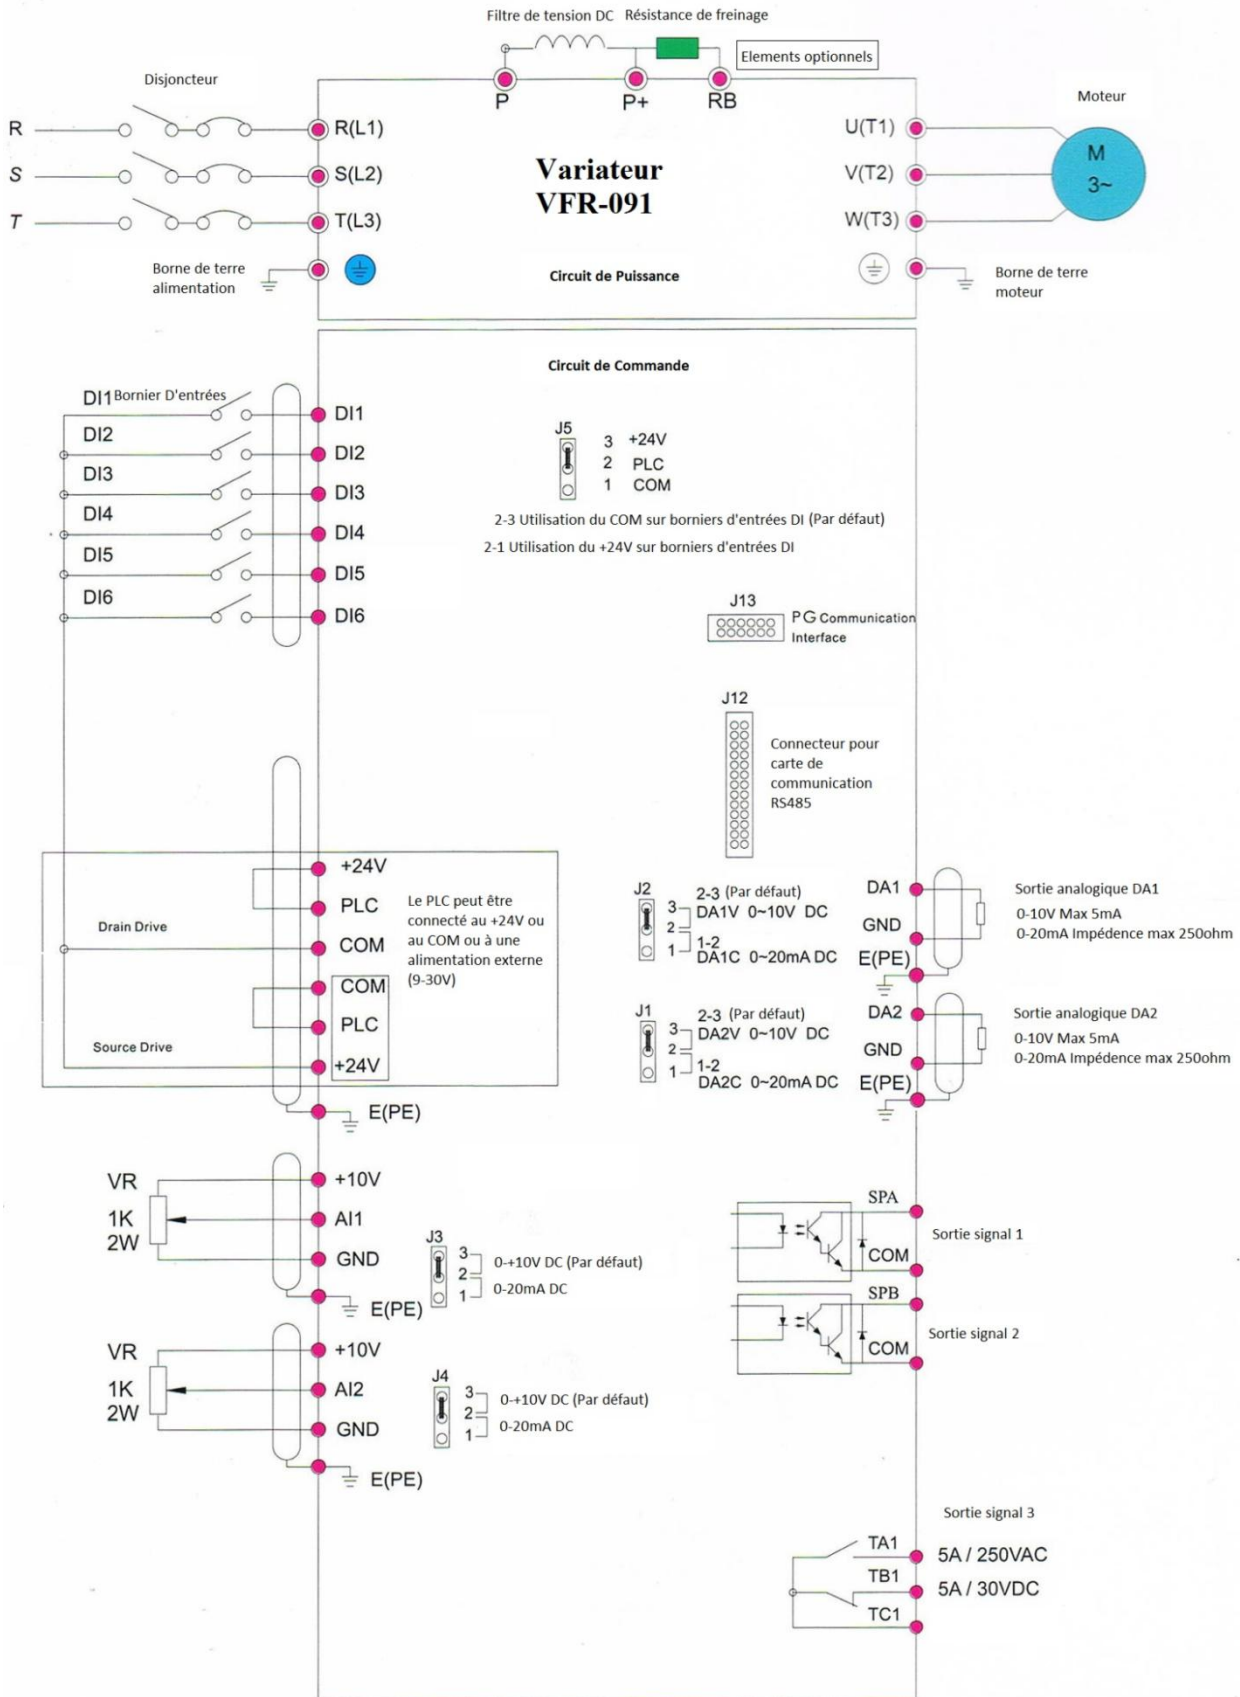 Filtre de tension DC Résistance de freinage
Elements optionnels
P P+ RB
Disjoncteur
R
S
T
R(L1)
S(L2)
T(L3)
Borne de terre
alimentation
Variateur
VFR-091
Circuit de Puissance
U(T1)
V(T2)
W(T3)
Moteur
M
3~
Borne de terre
moteur
Circuit de Commande
Bornier D'entrées
DI1 DI1
DI2 DI2
DI3 DI3
DI4 DI4
DI5 DI5
DI6 DI6
J5
3 +24V
2 PLC
1 COM
2-3 Utilisation du COM sur borniers d'entrées DI (Par défaut)
2-1 Utilisation du +24V sur borniers d'entrées DI
J13
PG Communication
Interface
J12
Connecteur pour
carte de
communication
RS485
Drain Drive
Source Drive
+24V
PLC
COM
COM
PLC
+24V
E(PE)
Le PLC peut être
connecté au +24V ou
au COM ou à une
alimentation externe
(9-30V)
J2
3
2
1
2-3 (Par défaut)
DA1V 0~10V DC
1-2
DA1C 0~20mA DC
DA1
GND
E(PE)
Sortie analogique DA1
0-10V Max 5mA
0-20mA Impédence max 250ohm
J1
3
2
1
2-3 (Par défaut)
DA2V 0~10V DC
1-2
DA2C 0~20mA DC
DA2
GND
E(PE)
Sortie analogique DA2
0-10V Max 5mA
0-20mA Impédence max 250ohm
VR
1K
2W
+10V
AI1
GND
E(PE)
J3
3
2
1
0-+10V DC (Par défaut)
0-20mA DC
VR
1K
2W
+10V
AI2
GND
E(PE)
J4
3
2
1
0-+10V DC (Par défaut)
0-20mA DC
SPA
COM
Sortie signal 1
SPB
COM
Sortie signal 2
Sortie signal 3
TA1
TB1
TC1
5A / 250VAC
5A / 30VDC